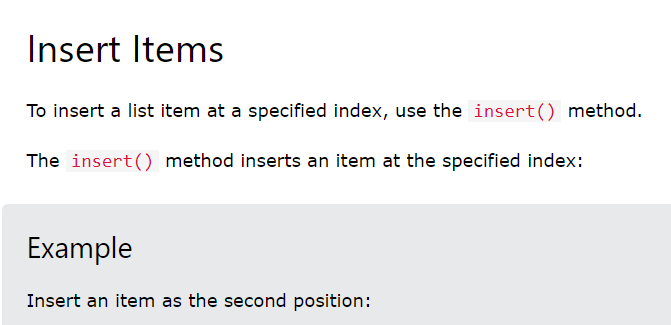 Insert Items
To insert a list item at a specified index, use the insert() method.
The insert() method inserts an item at the specified index:
Example
Insert an item as the second position: